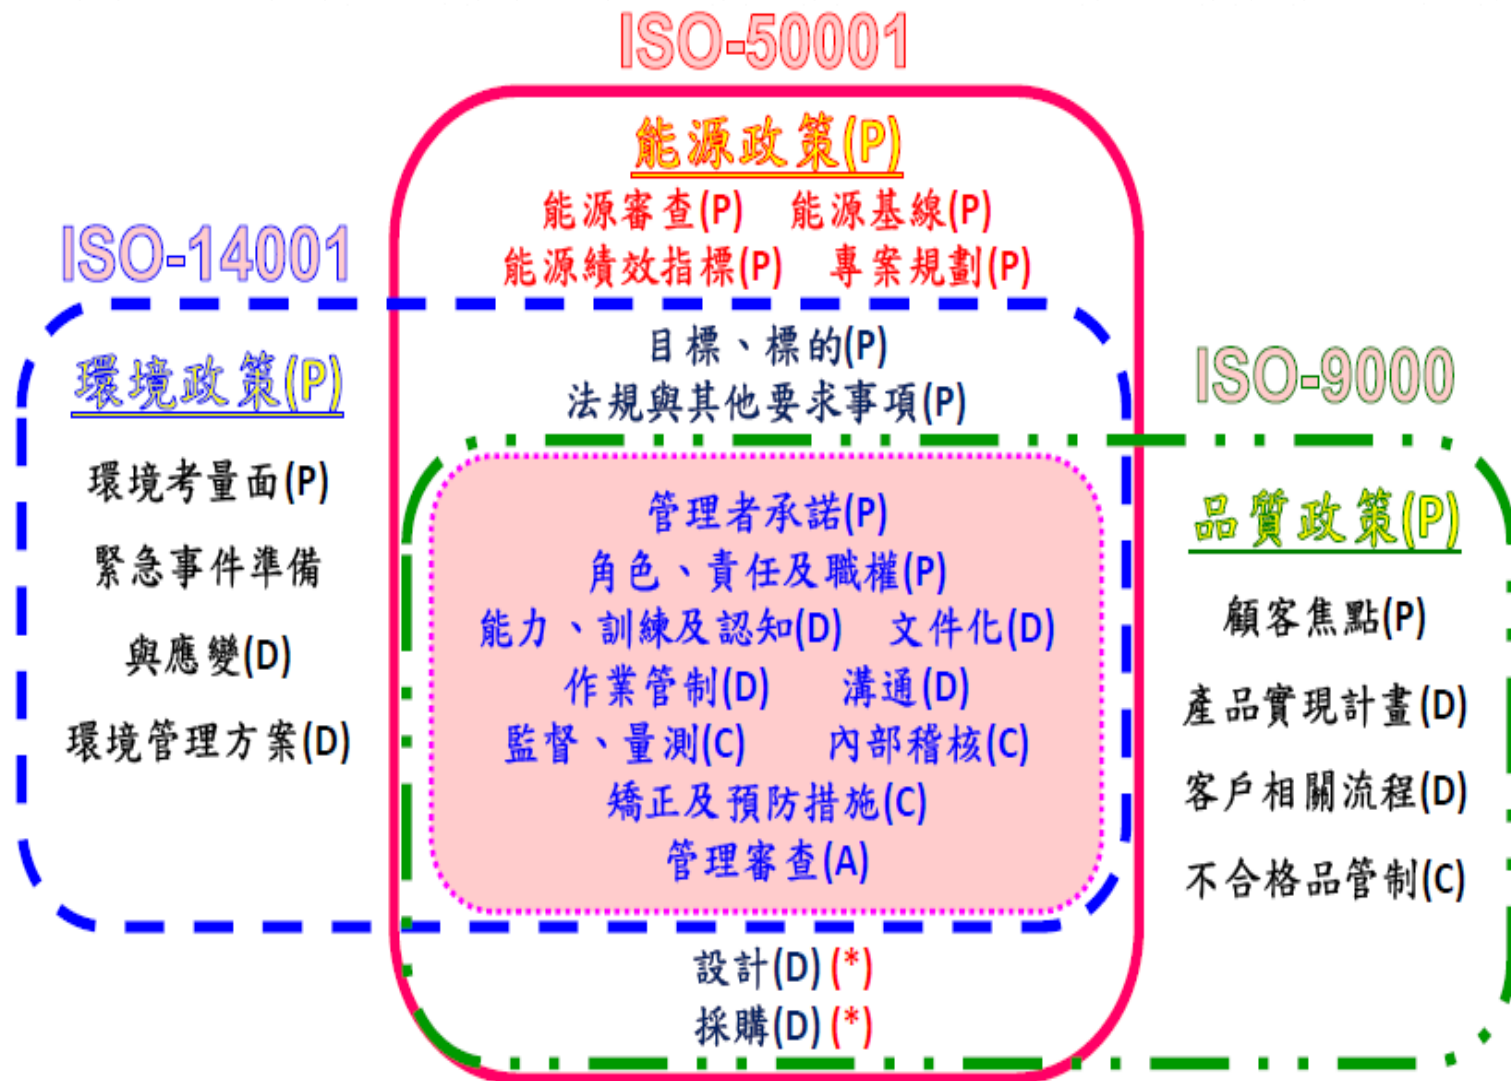 ISO-50001
能源政策(P)
能源審查(P) 能源基線(P)
能源績效指標(P) 專案規劃(P)
ISO-14001
環境政策(P)
環境考量面(P)
緊急事件準備
與應變(D)
環境管理方案(D)
目標、標的(P)
法規與其他要求事項(P)
管理者承諾(P)
角色、責任及職權(P)
能力、訓練及認知(D) 文件化(D)
作業管制(D) 溝通(D)
監督、量測(C) 內部稽核(C)
矯正及預防措施(C)
管理審查(A)
設計(D) (*)
採購(D) (*)
ISO-9000
品質政策(P)
顧客焦點(P)
產品實現計畫(D)
客戶相關流程(D)
不合格品管制(C)